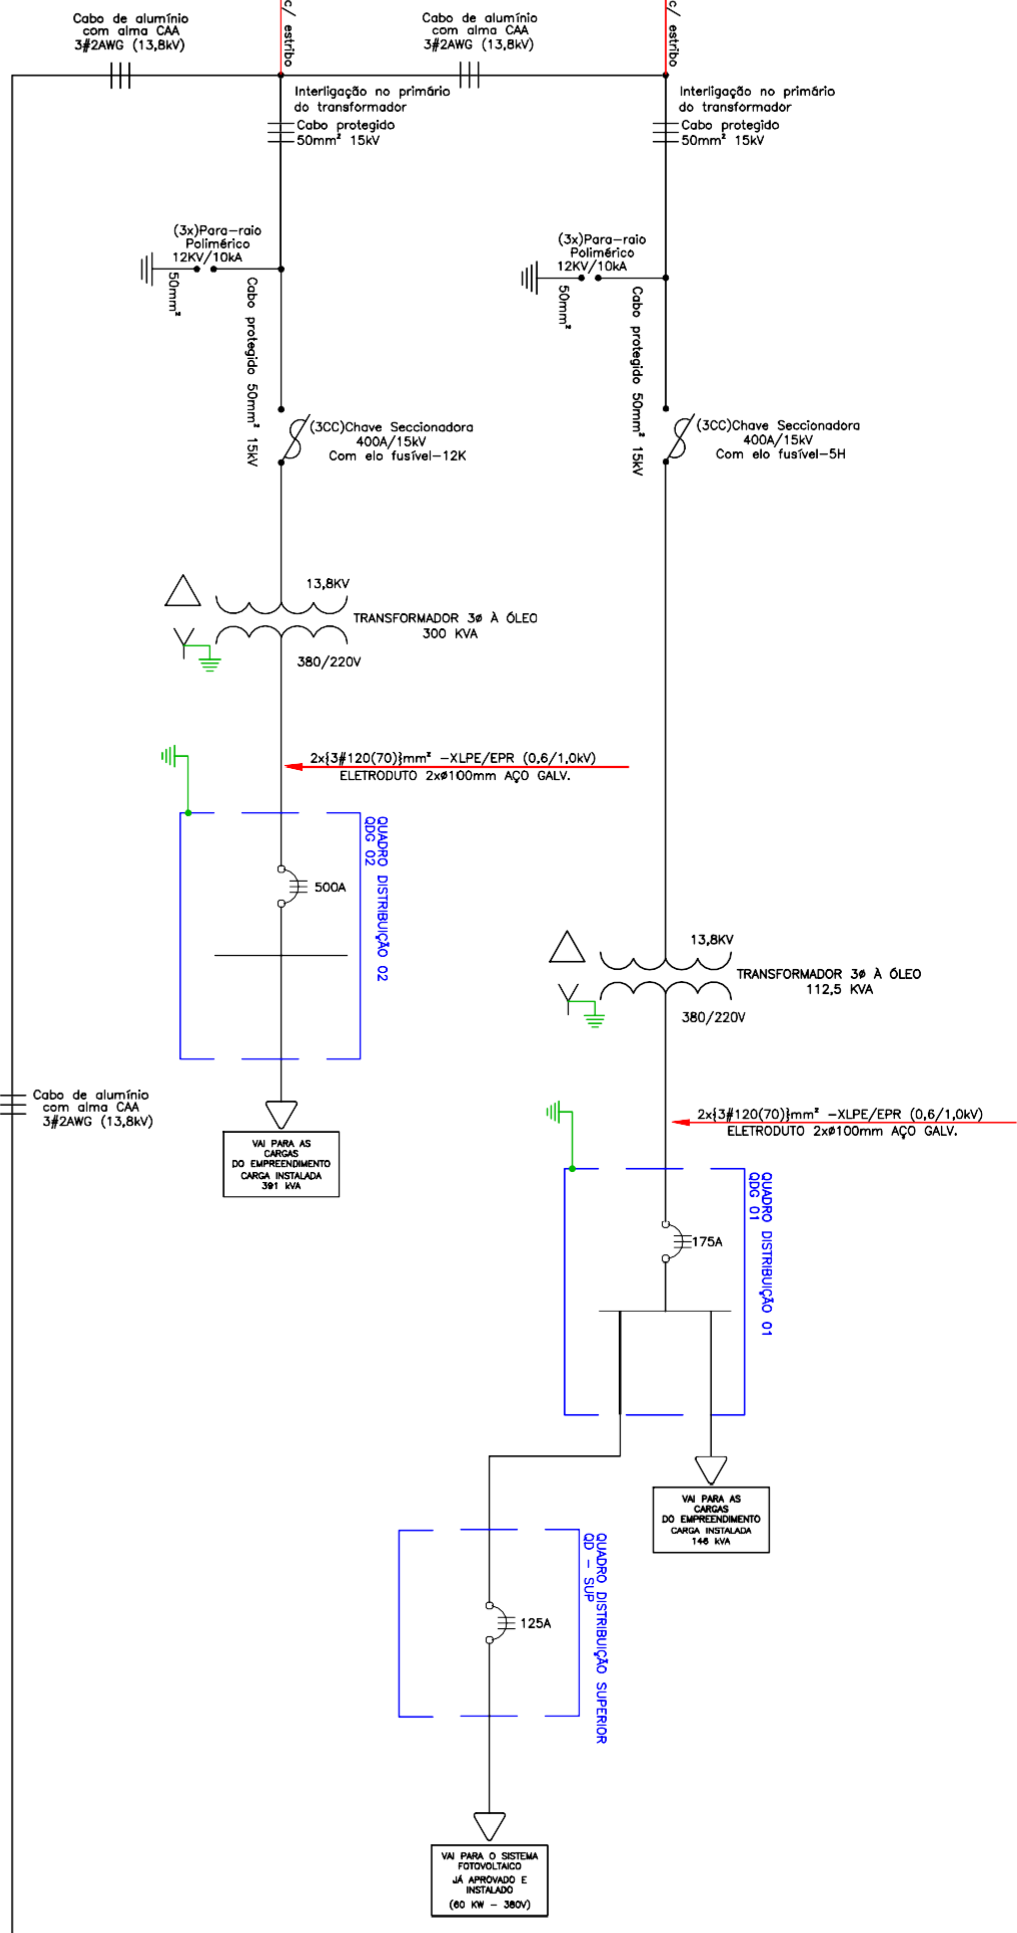 Cabo de alumínio
com alma CAA
3#2AWG (13,8kV)
c/ estribo
Cabo de alumínio
com alma CAA
3#2AWG (13,8kV)
c/ estribo
Interligação no primário
do transformador
Cabo protegido
50mm² 15kV
Interligação no primário
do transformador
Cabo protegido
50mm² 15kV
(3x)Para-raio
Polimérico
12KV/10kA
50mm²
Cabo protegido 50mm² 15kV
(3x)Para-raio
Polimérico
12KV/10kA
50mm²
Cabo protegido 50mm² 15kV
(3CC)Chave Seccionadora
400A/15kV
Com elo fusível-12K
(3CC)Chave Seccionadora
400A/15kV
Com elo fusível-5H
13,8KV
TRANSFORMADOR 3ø À ÓLEO
300 KVA
380/220V
2x{3#120(70)}mm² -XLPE/EPR (0,6/1,0kV)
ELETRODUTO 2xø100mm AÇO GALV.
QUADRO DISTRIBUIÇÃO 02
QDG 02
500A
13,8KV
TRANSFORMADOR 3ø À ÓLEO
112,5 KVA
380/220V
Cabo de alumínio
com alma CAA
3#2AWG (13,8kV)
VAI PARA AS
CARGAS
DO EMPREENDIMENTO
CARGA INSTALADA
391 kVA
2x{3#120(70)}mm² -XLPE/EPR (0,6/1,0kV)
ELETRODUTO 2xø100mm AÇO GALV.
QUADRO DISTRIBUIÇÃO 01
QDG 01
175A
VAI PARA AS
CARGAS
DO EMPREENDIMENTO
CARGA INSTALADA
146 kVA
QUADRO DISTRIBUIÇÃO SUPERIOR
QD - SUP
125A
VAI PARA O SISTEMA
FOTOVOLTAICO
JÁ APROVADO E
INSTALADO
(60 KW - 380V)